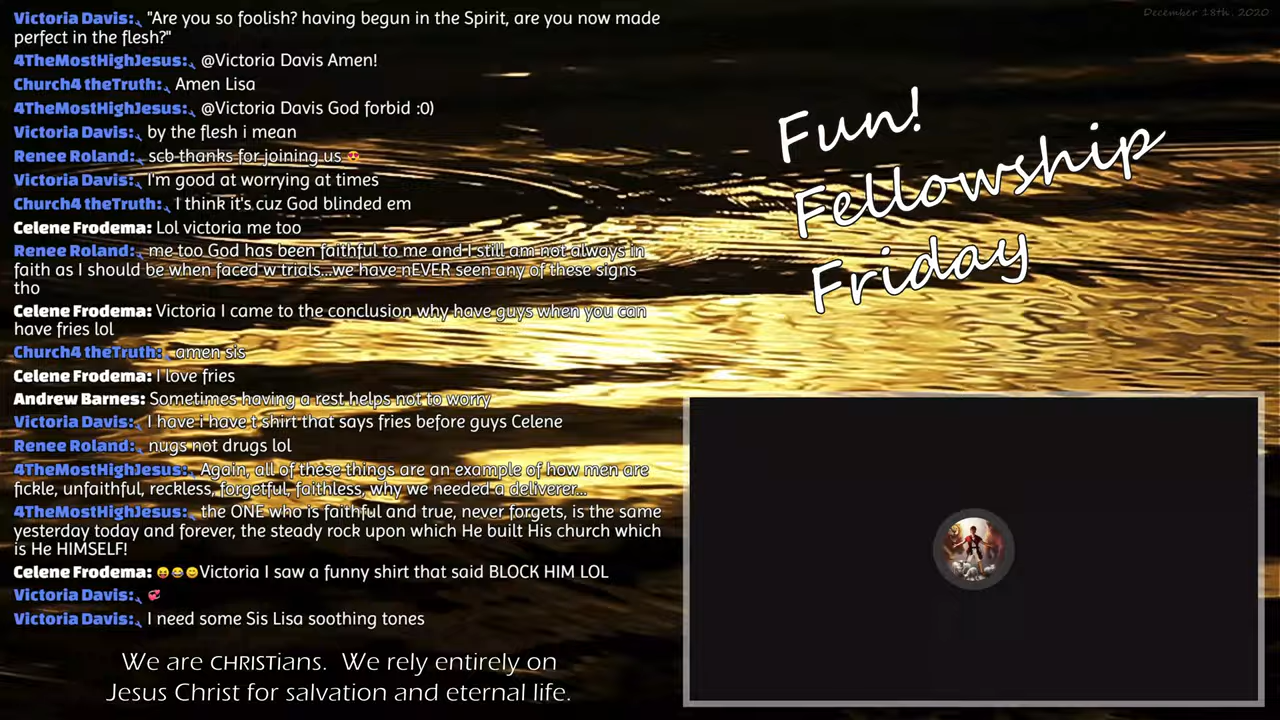 Victoria Davis: "Are you so foolish? having begun in the Spirit, are you now made
perfect in the flesh?"
4TheMostHighJesus: @Victoria Davis Amen!
Church4 theTruth: Amen Lisa
4TheMostHighJesus: @Victoria Davis God forbid :0)
Victoria Davis: by the flesh i mean
Renee Roland: scb thanks for joining us 😍
Victoria Davis: I'm good at worrying at times
Church4 theTruth: I think it's cuz God blinded em
Celene Frodema: Lol victoria me too
Renee Roland: me too God has been faithful to me and I still am not always in
faith as I should be when faced w trials...we have nEVER seen any of these signs
tho
Celene Frodema: Victoria I came to the conclusion why have guys when you can
have fries lol
Church4 theTruth: amen sis
Celene Frodema: I love fries
Andrew Barnes: Sometimes having a rest helps not to worry
Victoria Davis: I have i have t shirt that says fries before guys Celene
Renee Roland: nugs not drugs lol
4TheMostHighJesus: Again, all of these things are an example of how men are
fickle, unfaithful, reckless, forgetful, faithless, why we needed a deliverer...
4TheMostHighJesus: the ONE who is faithful and true, never forgets, is the same
yesterday today and forever, the steady rock upon which He built His church which
is He HIMSELF!
Celene Frodema: 😝😂😊Victoria I saw a funny shirt that said BLOCK HIM LOL
Victoria Davis: 💞
Victoria Davis: I need some Sis Lisa soothing tones
We are CHRISTians. We rely entirely on
Jesus Christ for salvation and eternal life.
December 18th, 2020
Fun!
Fellowship
Friday